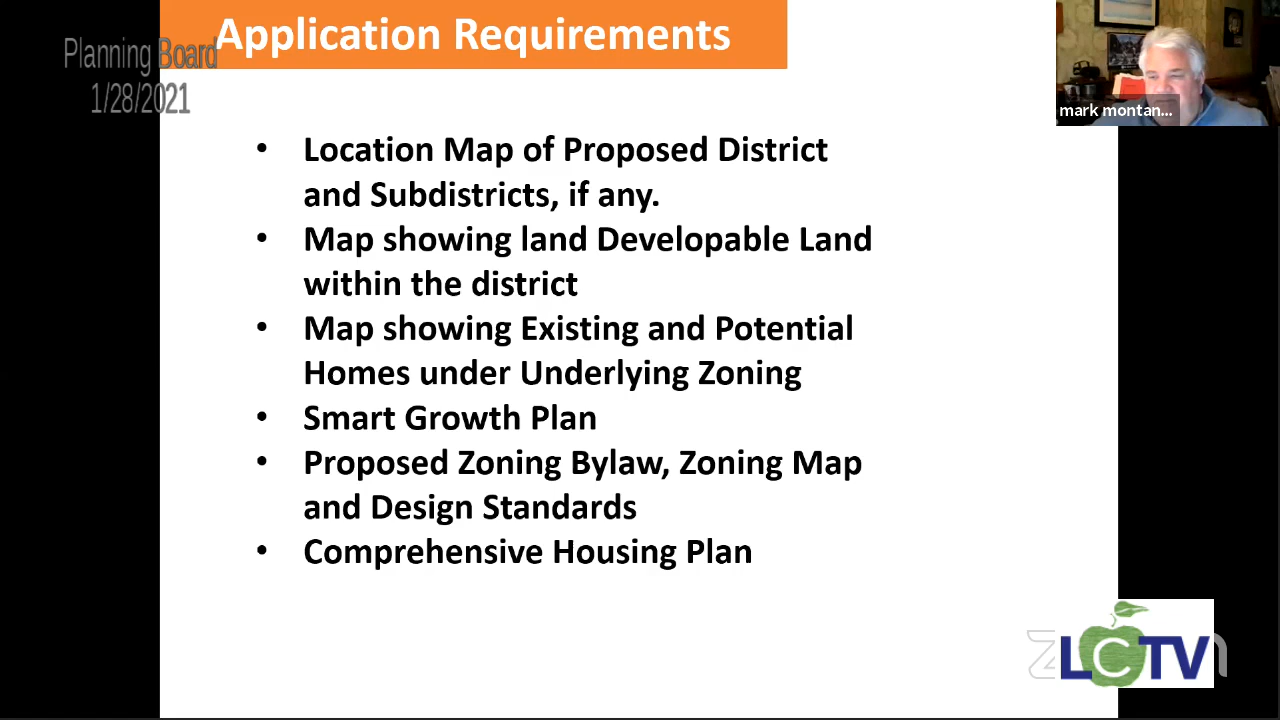 Application Requirements
Planning Board
1/28/2021
mark montan...
• Location Map of Proposed District
and Subdistricts, if any.
• Map showing land Developable Land
within the district
• Map showing Existing and Potential
Homes under Underlying Zoning
• Smart Growth Plan
• Proposed Zoning Bylaw, Zoning Map
and Design Standards
• Comprehensive Housing Plan
LCTV